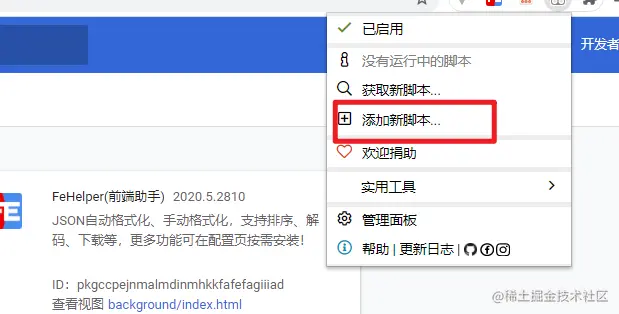 已启用
没有运行中的脚本
获取新脚本...
添加新脚本...
欢迎捐助
实用工具
管理面板
帮助 | 更新日志 |
开发者
FeHelper(前端助手) 2020.5.2810
JSON自动格式化、手动格式化，支持排序、解
码、下载等，更多功能可在配置页按需安装！
ID：pkgccpejnmalmdinmhkkfafefagiiiad
查看视图 background/index.html
@稀土掘金技术社区